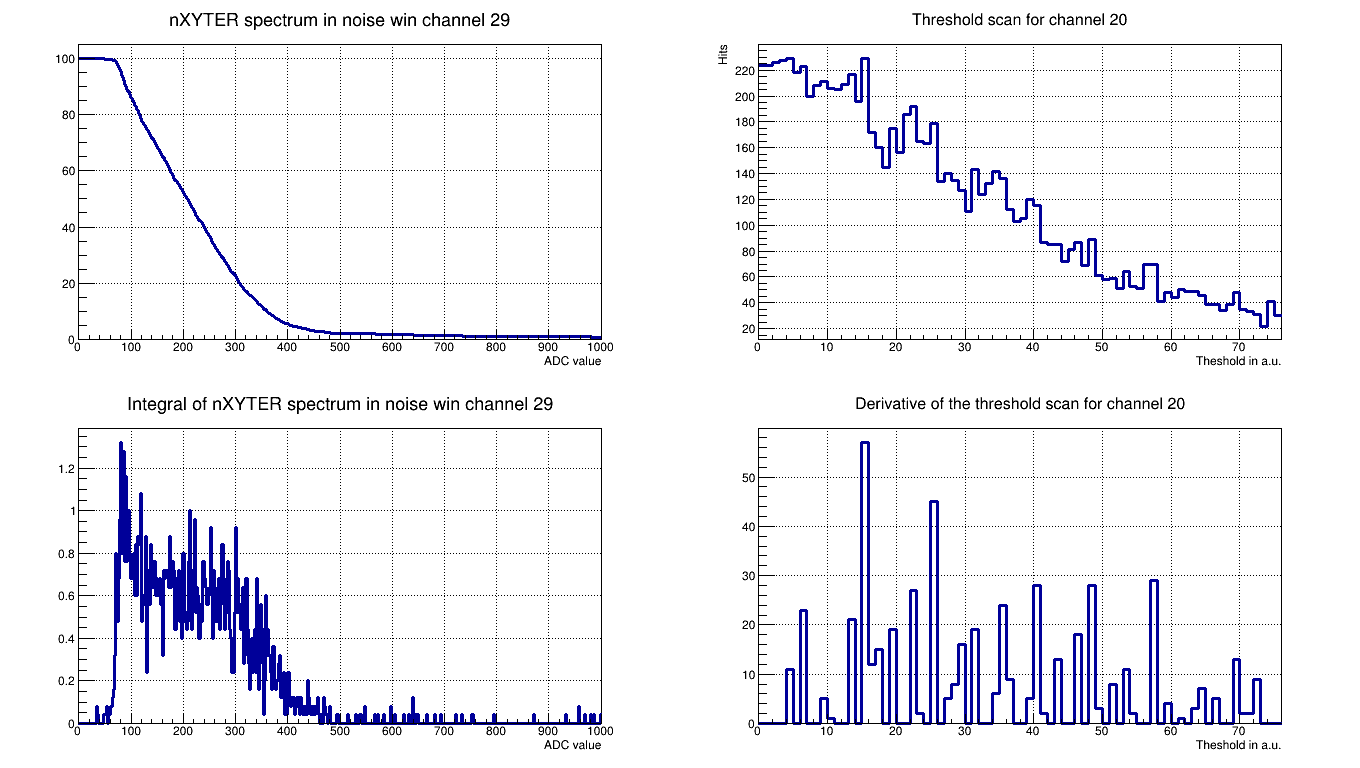 nXYTER spectrum in noise win channel 29
100
80
60
40
20
0
0 100 200 300 400 500 600 700 800 900 1000
ADC value
Threshold scan for channel 20
Hits
220
200
180
160
140
120
100
80
60
40
20
0 10 20 30 40 50 60 70
Theshold in a.u.
Integral of nXYTER spectrum in noise win channel 29
1.2
1
0.8
0.6
0.4
0.2
0
0 100 200 300 400 500 600 700 800 900 1000
ADC value
Derivative of the threshold scan for channel 20
50
40
30
20
10
0
0 10 20 30 40 50 60 70
Theshold in a.u.